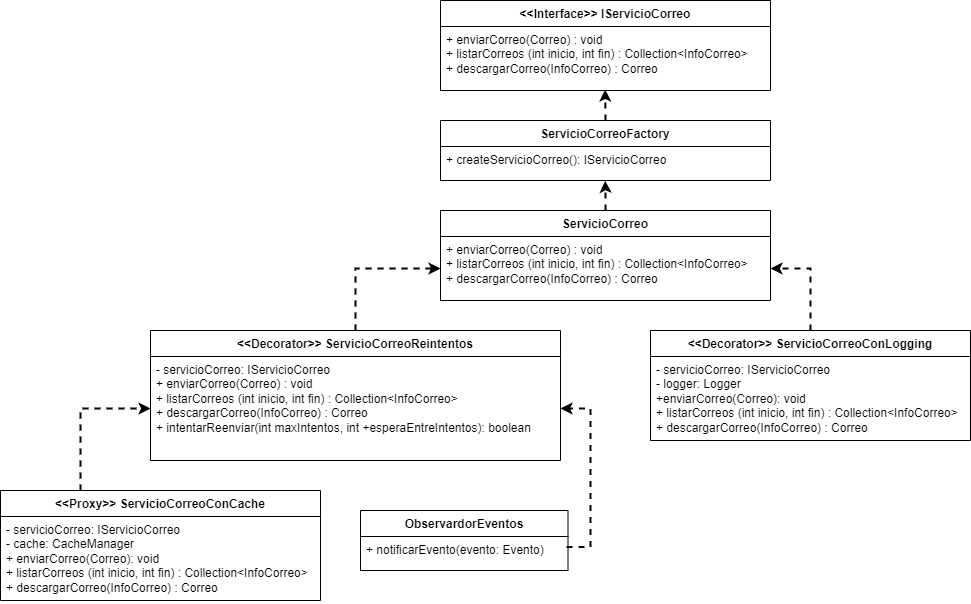 <<Interface>> IServicioCorreo
+ enviarCorreo(Correo) : void
+ listarCorreos (int inicio, int fin) : Collection<InfoCorreo>
+ descargarCorreo(InfoCorreo) : Correo
ServicioCorreoFactory
+ createServicioCorreo(): IServicioCorreo
ServicioCorreo
+ enviarCorreo(Correo) : void
+ listarCorreos (int inicio, int fin) : Collection<InfoCorreo>
+ descargarCorreo(InfoCorreo) : Correo
<<Decorator>> ServicioCorreoReintentos
- servicioCorreo: IServicioCorreo
+ enviarCorreo(Correo) : void
+ listarCorreos (int inicio, int fin) : Collection<InfoCorreo>
+ descargarCorreo(InfoCorreo) : Correo
+ intentarReenviar(int maxIntentos, int +esperaEntreIntentos): boolean
<<Decorator>> ServicioCorreoConLogging
- servicioCorreo: IServicioCorreo
- logger: Logger
+enviarCorreo(Correo): void
+ listarCorreos (int inicio, int fin) : Collection<InfoCorreo>
+ descargarCorreo(InfoCorreo) : Correo
<<Proxy>> ServicioCorreoConCache
- servicioCorreo: IServicioCorreo
- cache: CacheManager
+ enviarCorreo(Correo): void
+ listarCorreos (int inicio, int fin) : Collection<InfoCorreo>
+ descargarCorreo(InfoCorreo) : Correo
ObservardorEventos
+ notificarEvento(evento: Evento)